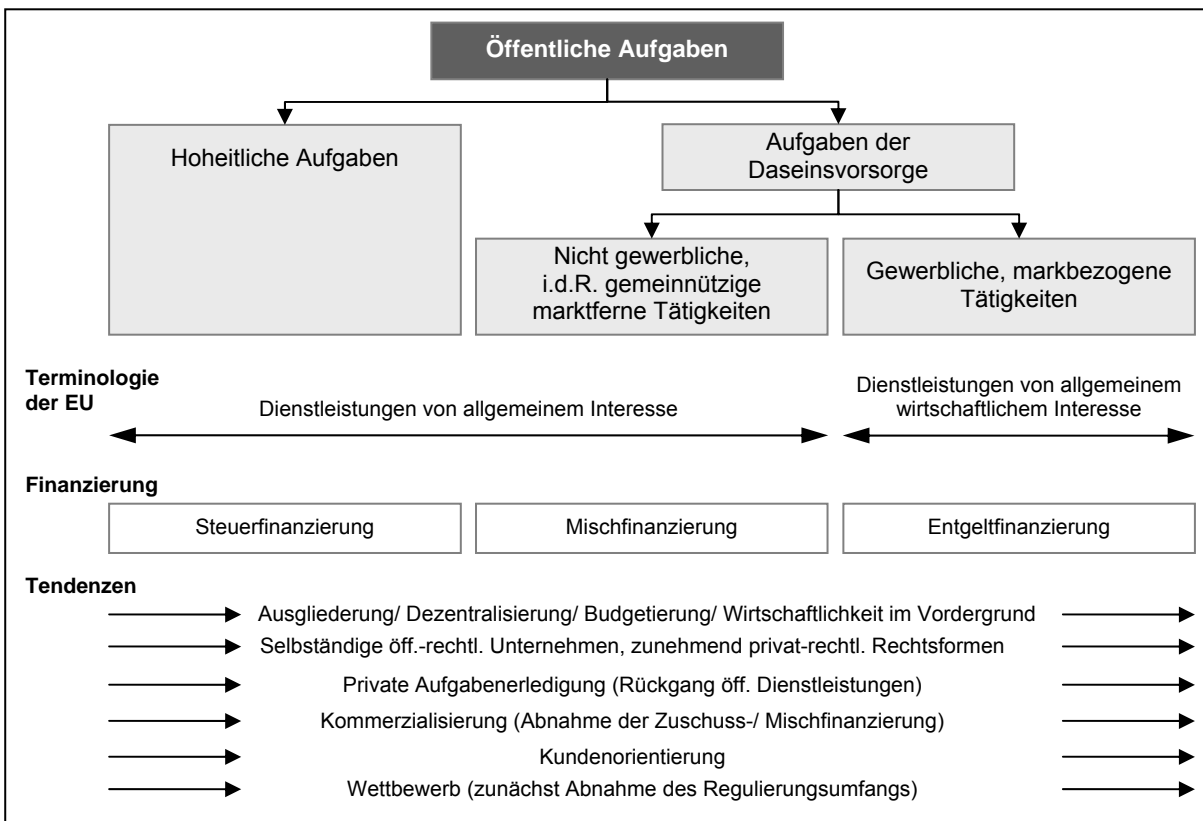 Öffentliche Aufgaben
Hoheitliche Aufgaben
Aufgaben der
Daseinsvorsorge
Nicht gewerbliche,
i.d.R. gemeinnützige
marktferne Tätigkeiten
Gewerbliche, markbezogene
Tätigkeiten
Terminologie
der EU
Dienstleistungen von allgemeinem Interesse
Dienstleistungen von allgemeinem
wirtschaftlichem Interesse
Finanzierung
Steuerfinanzierung
Mischfinanzierung
Entgeltfinanzierung
Tendenzen
Ausgliederung/ Dezentralisierung/ Budgetierung/ Wirtschaftlichkeit im Vordergrund
Selbständige öff.-rechtl. Unternehmen, zunehmend privat-rechtl. Rechtsformen
Private Aufgabenerledigung (Rückgang öff. Dienstleistungen)
Kommerzialisierung (Abnahme der Zuschuss-/ Mischfinanzierung)
Kundenorientierung
Wettbewerb (zunächst Abnahme des Regulierungsumfangs)